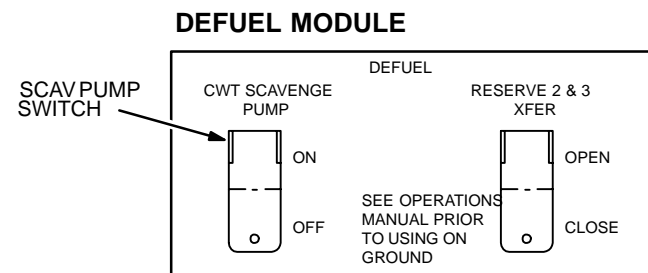 DEFUEL MODULE
DEFUEL
SCAV PUMP
SWITCH
CWT SCAVENGE
PUMP
RESERVE 2 & 3
XFER
ON
OPEN
SEE OPERATIONS
MANUAL PRIOR
TO USING ON
GROUND
OFF
CLOSE